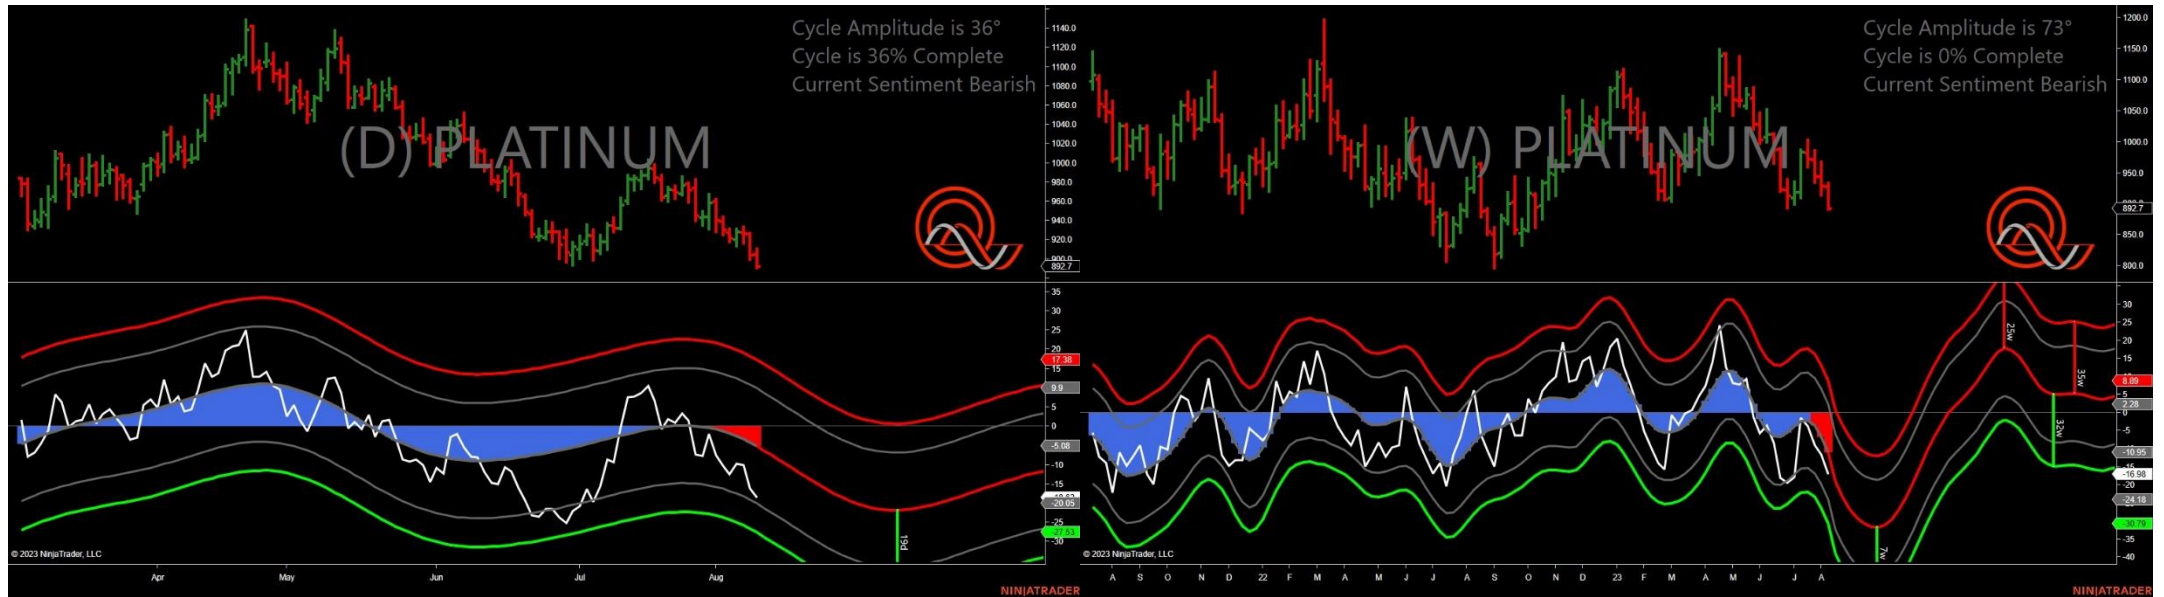 Cycle Amplitude is 36°
Cycle is 36% Complete
Current Sentiment Bearish
(D) PLATINUM
1140.0
1120.0
1100.0
1080.0
1060.0
1040.0
1020.0
1000.0
980.0
960.0
940.0
920.0
900.0
892.7
35
30
25
20
17.38
15
9.9
5
0
-5.08
-10
-15
-20.05
-25
-27.53
-30
19d
© 2023 NinjaTrader, LLC
Apr May Jun Jul Aug
NINJATRADER
Cycle Amplitude is 73°
Cycle is 0% Complete
Current Sentiment Bearish
(W) PLATINUM
1200.0
1150.0
1100.0
1050.0
1000.0
950.0
892.7
850.0
800.0
30
25
20
15
8.89
5
2.28
0
-5
-10.95
-15
-16.98
-20
-24.18
-30.79
-35
-40
25w
35w
32w
7w
© 2023 NinjaTrader, LLC
A S O N D 22 F M A M J J A S O N D 23 F M A M J J A
NINJATRADER